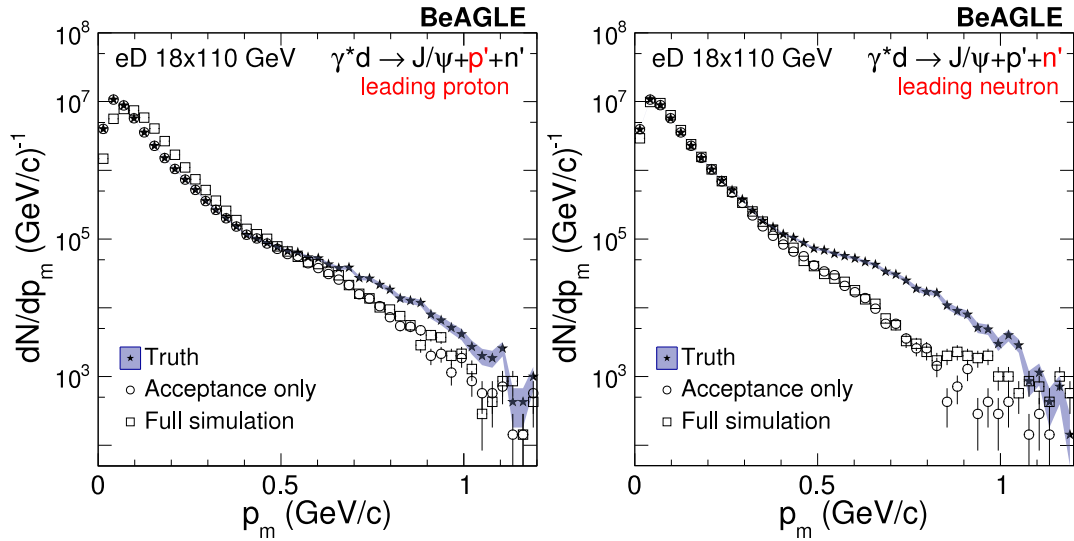 BeAGLE
eD 18x110 GeV
γ*d → J/ψ+p'+n'
leading proton
Truth
Acceptance only
Full simulation
10^8
10^7
10^5
10^3
dN/dp_m (GeV/c)^-1
0
0.5
1
p_m (GeV/c)
BeAGLE
eD 18x110 GeV
γ*d → J/ψ+p'+n'
leading neutron
Truth
Acceptance only
Full simulation
10^8
10^7
10^5
10^3
dN/dp_m (GeV/c)^-1
0
0.5
1
p_m (GeV/c)